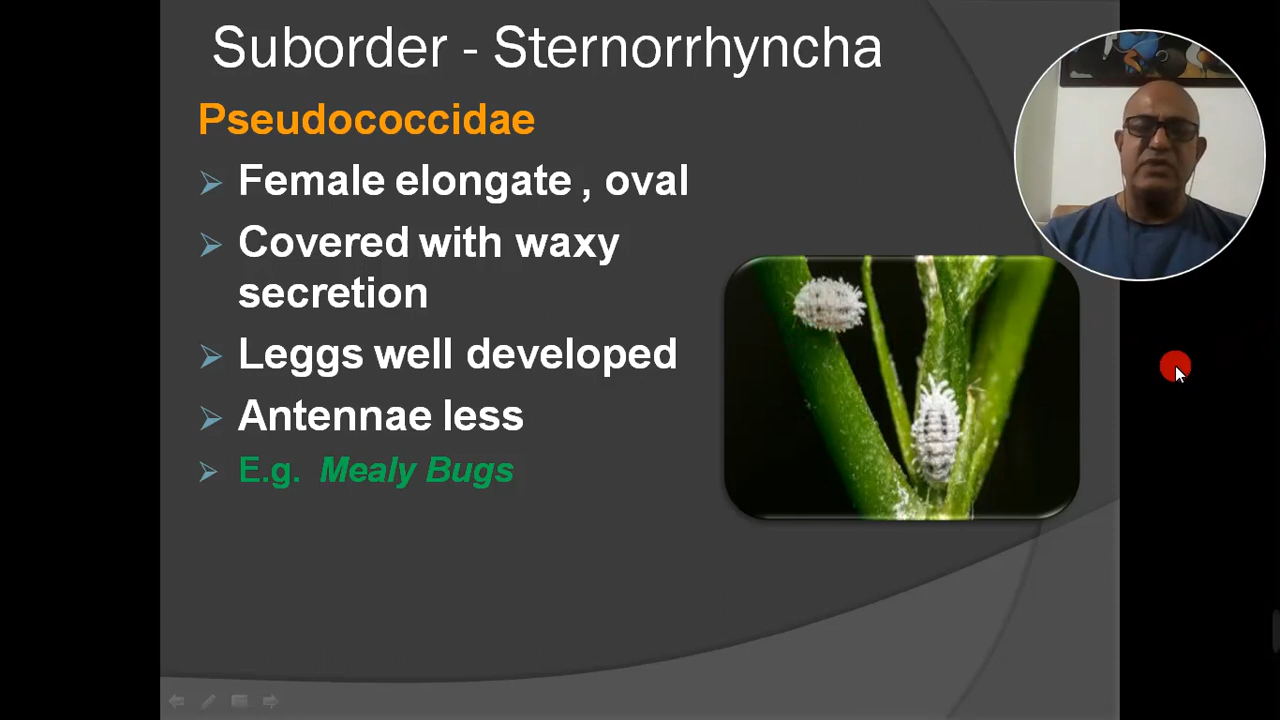 Suborder - Sternorrhyncha
Pseudococcidae
Female elongate , oval
Covered with waxy
secretion
Leggs well developed
Antennae less
E.g. Mealy Bugs